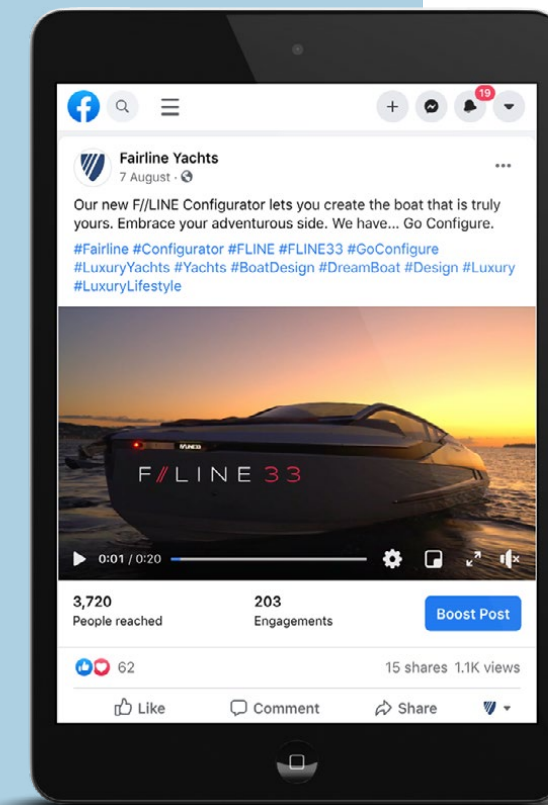 19
Fairline Yachts
7 August ·
Our new F//LINE Configurator lets you create the boat that is truly
yours. Embrace your adventurous side. We have... Go Configure.
#Fairline #Configurator #FLINE #FLINE33 #GoConfigure
#LuxuryYachts #Yachts #BoatDesign #DreamBoat #Design #Luxury
#LuxuryLifestyle
F//LINE33
F//LINE 33
0:01 / 0:20
3,720
People reached
203
Engagements
Boost Post
62
15 shares 1.1K views
Like
Comment
Share